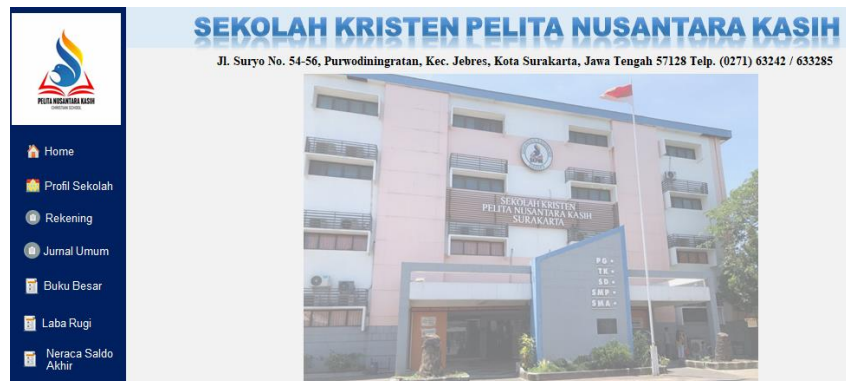 SEKOLAH KRISTEN PELITA NUSANTARA KASIH
Jl. Suryo No. 54-56, Purwodiningratan, Kec. Jebres, Kota Surakarta, Jawa Tengah 57128 Telp. (0271) 63242 / 633285
PELITA NUSANTARA KASIH
CHRISTIAN SCHOOL
Home
Profil Sekolah
Rekening
Jurnal Umum
Buku Besar
Laba Rugi
Neraca Saldo
Akhir
SEKOLAH KRISTEN
PELITA NUSANTARA KASIH
SURAKARTA
PG
TK
SD
SMP
SMA